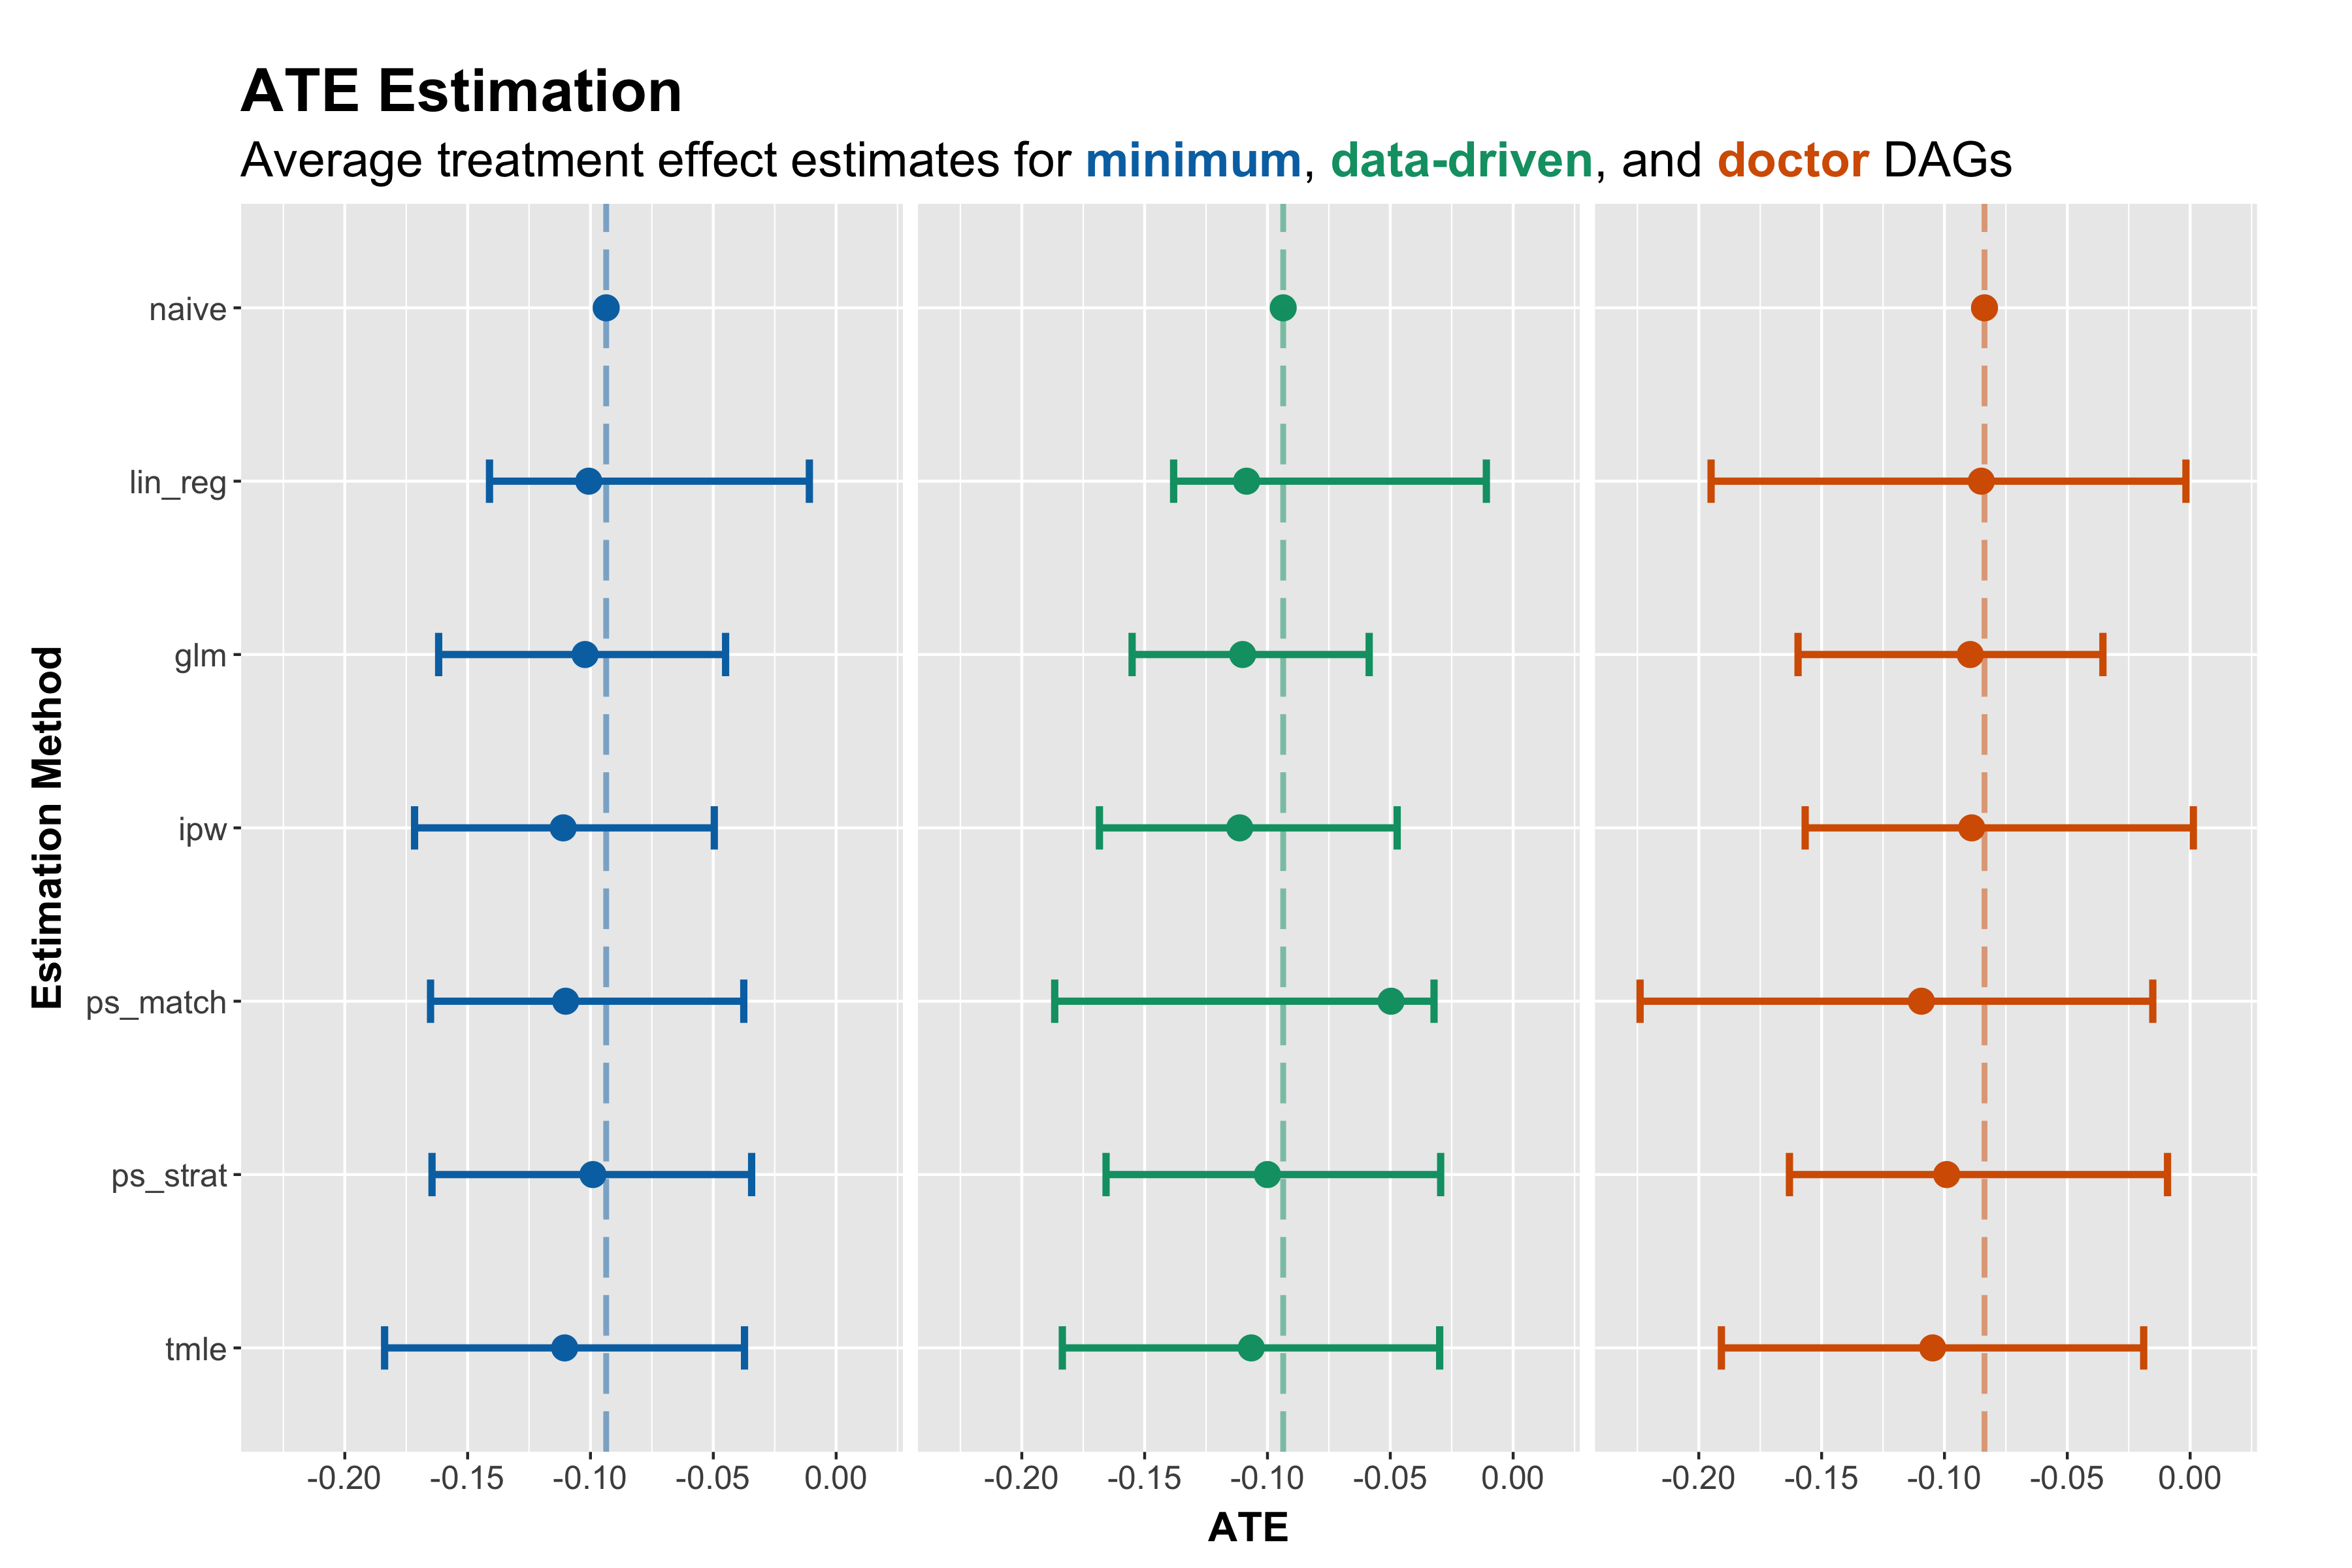 ATE Estimation
Average treatment effect estimates for minimum, data-driven, and doctor DAGs
Estimation Method
naive
lin_reg
glm
ipw
ps_match
ps_strat
tmle
-0.20 -0.15 -0.10 -0.05 0.00 -0.20 -0.15 -0.10 -0.05 0.00 -0.20 -0.15 -0.10 -0.05 0.00
ATE